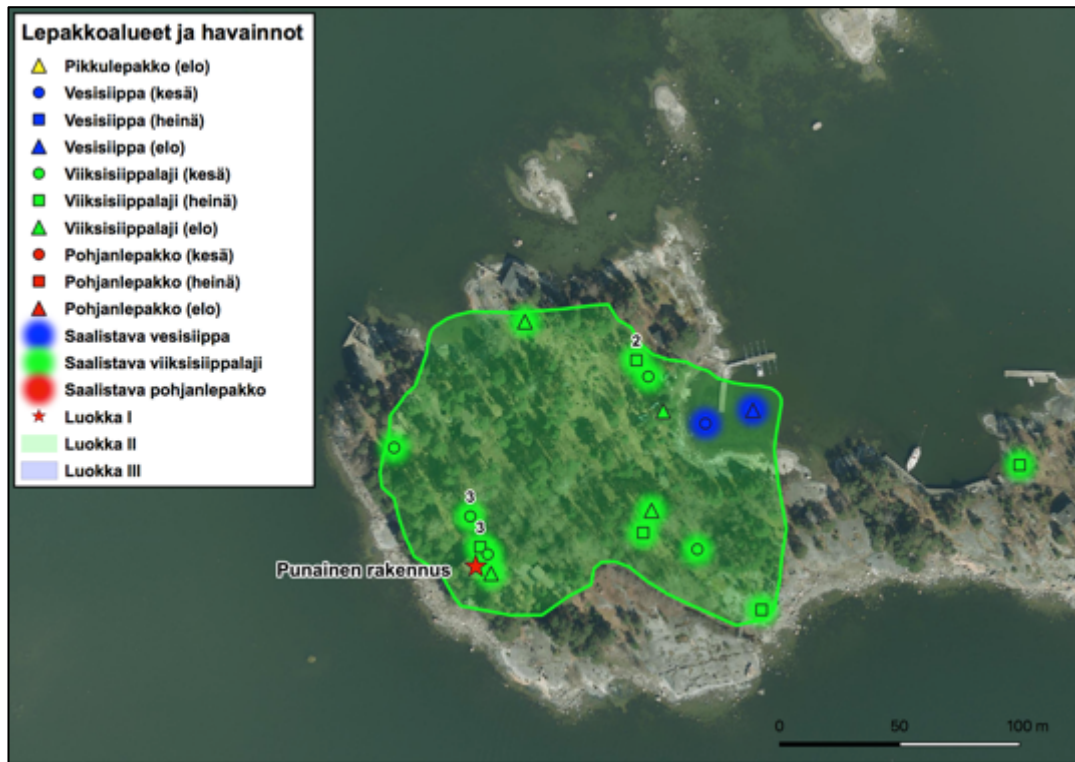 Lepakkoalueet ja havainnot
Pikkulepakko (elo)
Vesisiippa (kesä)
Vesisiippa (heinä)
Vesisiippa (elo)
Viiksisiippalaji (kesä)
Viiksisiippalaji (heinä)
Viiksisiippalaji (elo)
Pohjanlepakko (kesä)
Pohjanlepakko (heinä)
Pohjanlepakko (elo)
Saalistava vesisiippa
Saalistava viiksisiippalaji
Saalistava pohjanlepakko
Luokka I
Luokka II
Luokka III
2
3
3
Punainen rakennus
0 50 100 m